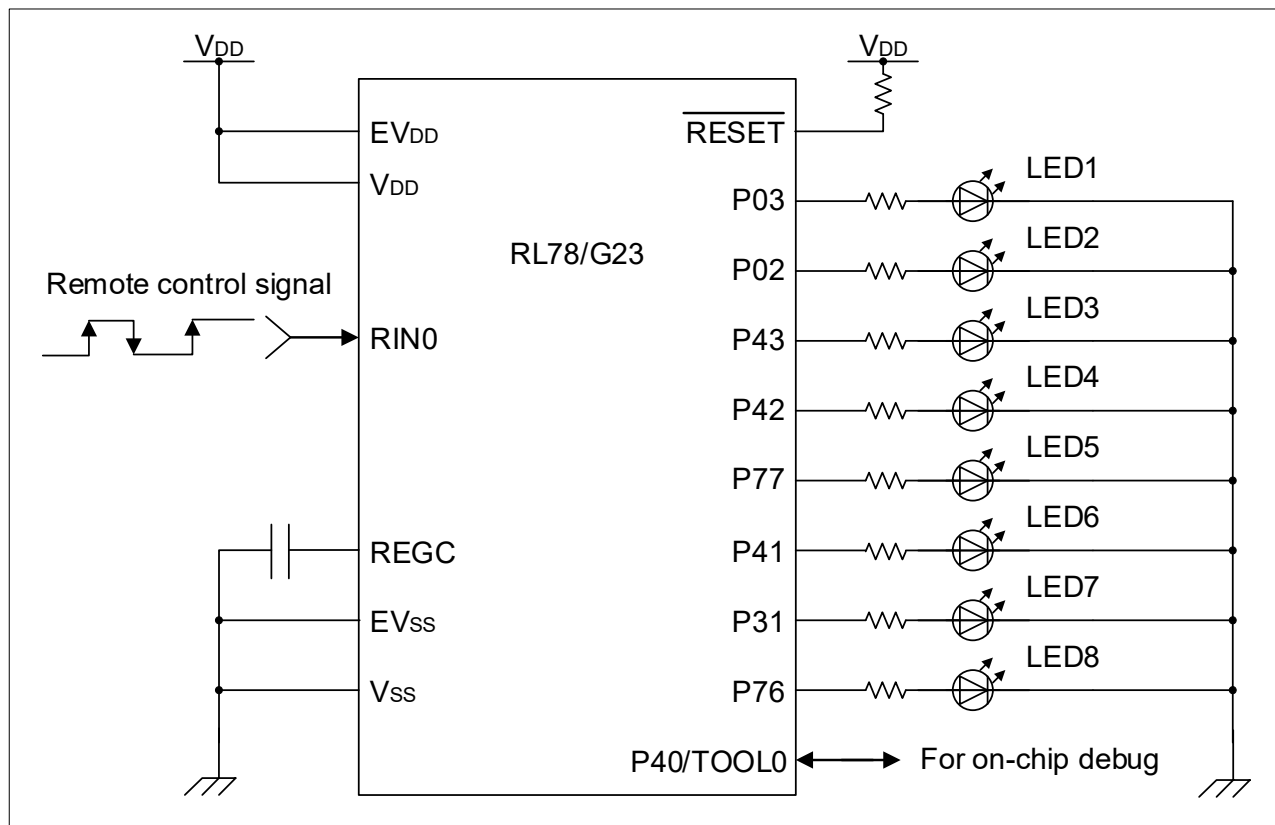 VDD
VDD
EVDD
RESET
VDD
P03
LED1
RL78/G23
P02
LED2
Remote control signal
RIN0
P43
LED3
P42
LED4
P77
LED5
REGC
P41
LED6
EVSS
P31
LED7
VSS
P76
LED8
P40/TOOL0
For on-chip debug